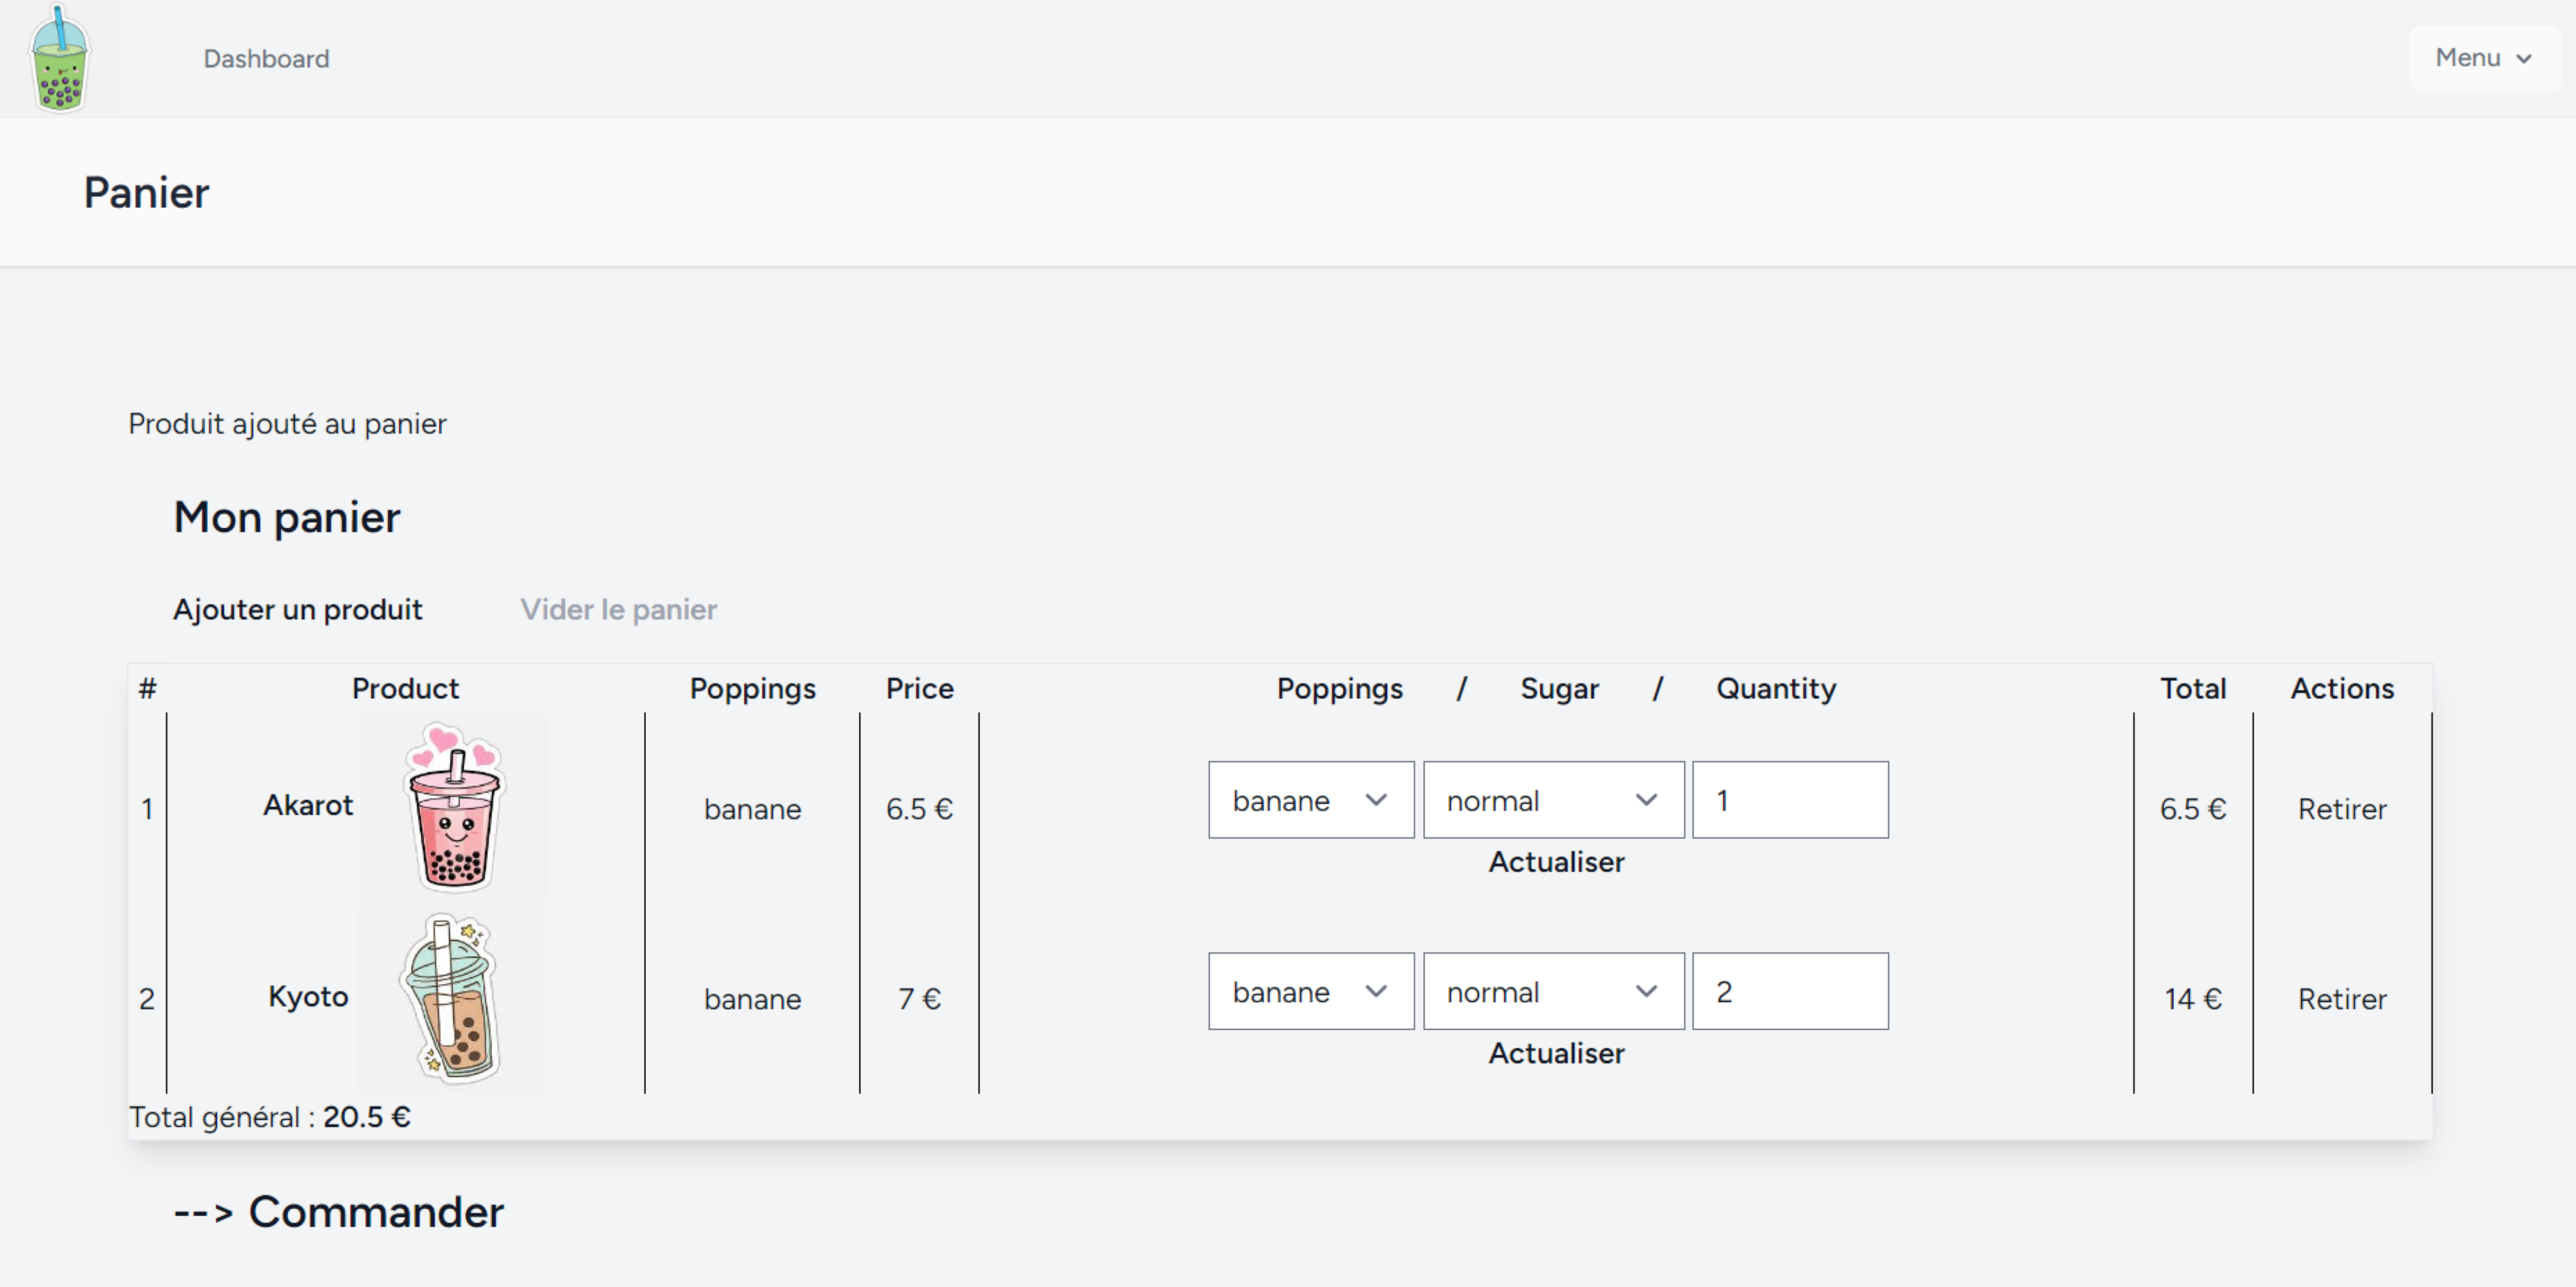 Dashboard Menu
Panier
Produit ajouté au panier
Mon panier
Ajouter un produit Vider le panier
# Product Poppings Price Poppings / Sugar / Quantity Total Actions
1 Akarot banane 6.5 € banane normal 1 6.5 € Retirer
Actualiser
2 Kyoto banane 7 € banane normal 2 14 € Retirer
Actualiser
Total général : 20.5 €
--> Commander